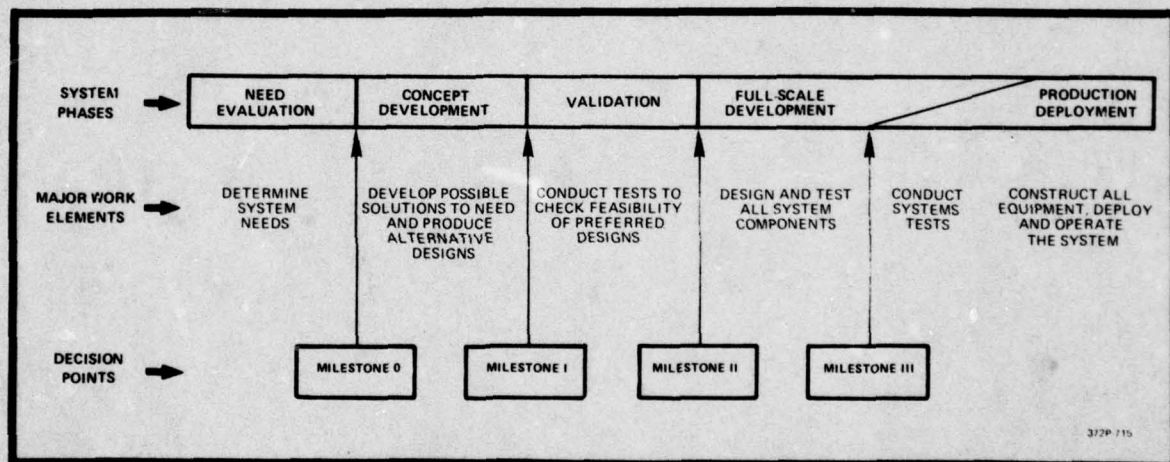 SYSTEM
PHASES
NEED
EVALUATION
CONCEPT
DEVELOPMENT
VALIDATION
FULL-SCALE
DEVELOPMENT
PRODUCTION
DEPLOYMENT
MAJOR WORK
ELEMENTS
DETERMINE
SYSTEM
NEEDS
DEVELOP POSSIBLE
SOLUTIONS TO NEED
AND PRODUCE
ALTERNATIVE
DESIGNS
CONDUCT TESTS TO
CHECK FEASIBILITY
OF PREFERRED
DESIGNS
DESIGN AND TEST
ALL SYSTEM
COMPONENTS
CONDUCT
SYSTEMS
TESTS
CONSTRUCT ALL
EQUIPMENT, DEPLOY
AND OPERATE
THE SYSTEM
DECISION
POINTS
MILESTONE 0
MILESTONE I
MILESTONE II
MILESTONE III
372P-715